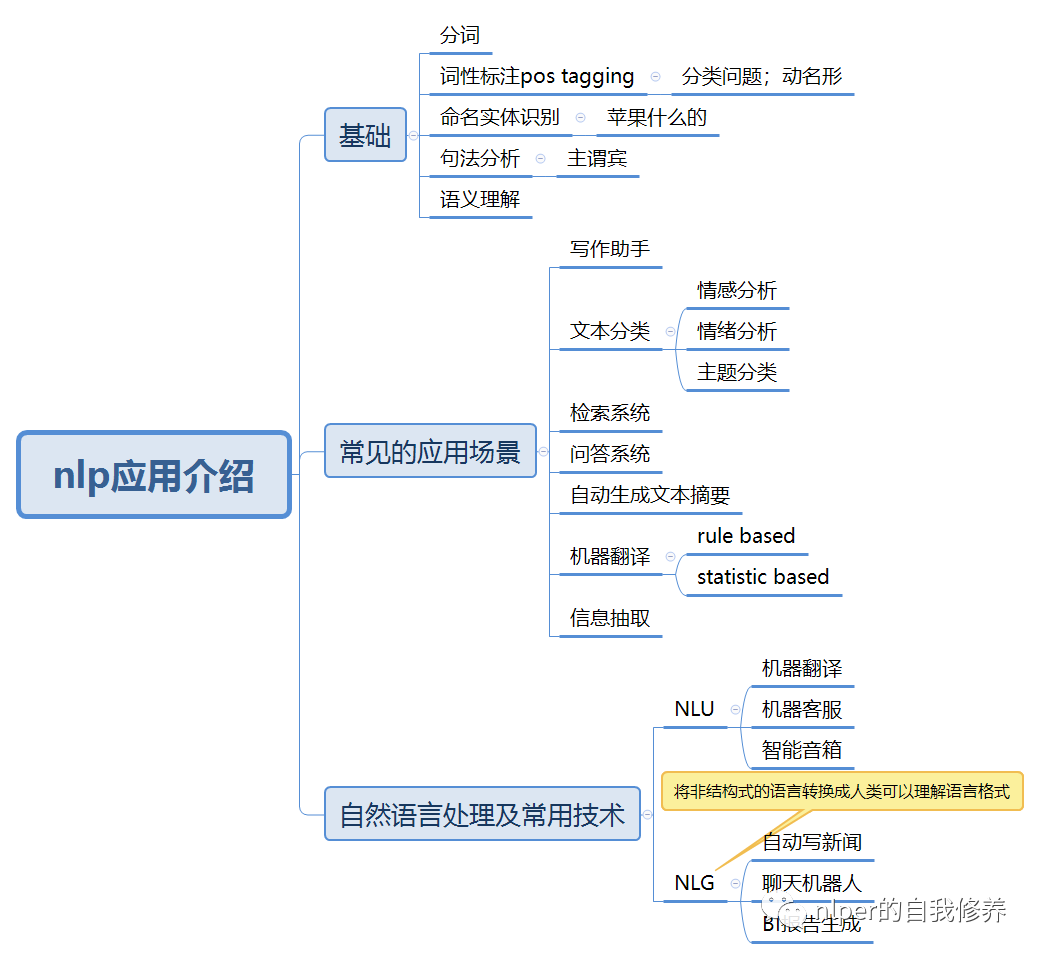 nlp应用介绍
基础
分词
词性标注pos tagging
分类问题；动名形
命名实体识别
苹果什么的
句法分析
主谓宾
语义理解
常见的应用场景
写作助手
文本分类
情感分析
情绪分析
主题分类
检索系统
问答系统
自动生成文本摘要
机器翻译
rule based
statistic based
信息抽取
自然语言处理及常用技术
NLU
机器翻译
机器客服
智能音箱
将非结构式的语言转换成人类可以理解语言格式
NLG
自动写新闻
聊天机器人
BI报告生成
nlper的自我修养